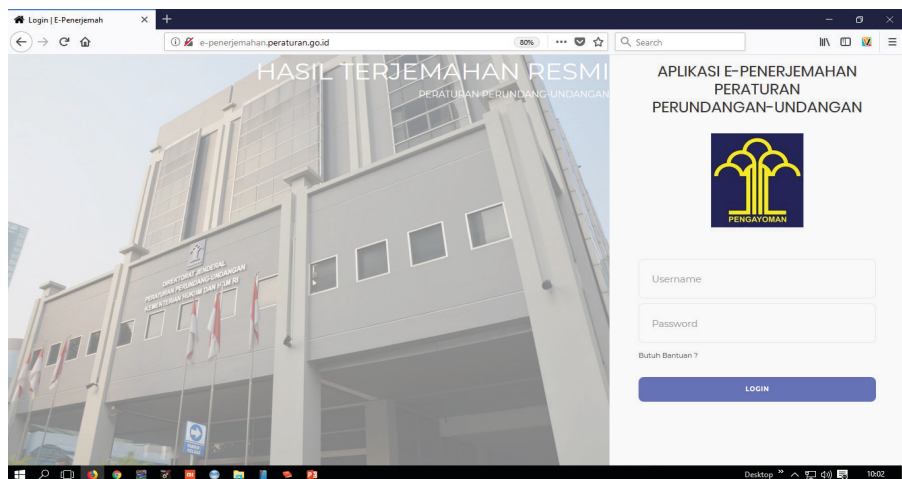 Login | E-Penerjemah
e-penerjemahan.peraturan.go.id
80%
Search
HASIL TERJEMAHAN RESMI
PERATURAN PERUNDANG-UNDANGAN
DIREKTORAT JENDERAL
PERATURAN PERUNDANG-UNDANGAN
KEMENTERIAN HUKUM DAN HAM RI
APLIKASI E-PENERJEMAHAN
PERATURAN
PERUNDANGAN-UNDANGAN
PENGAYOMAN
Username
Password
Butuh Bantuan ?
LOGIN
Desktop
10:02